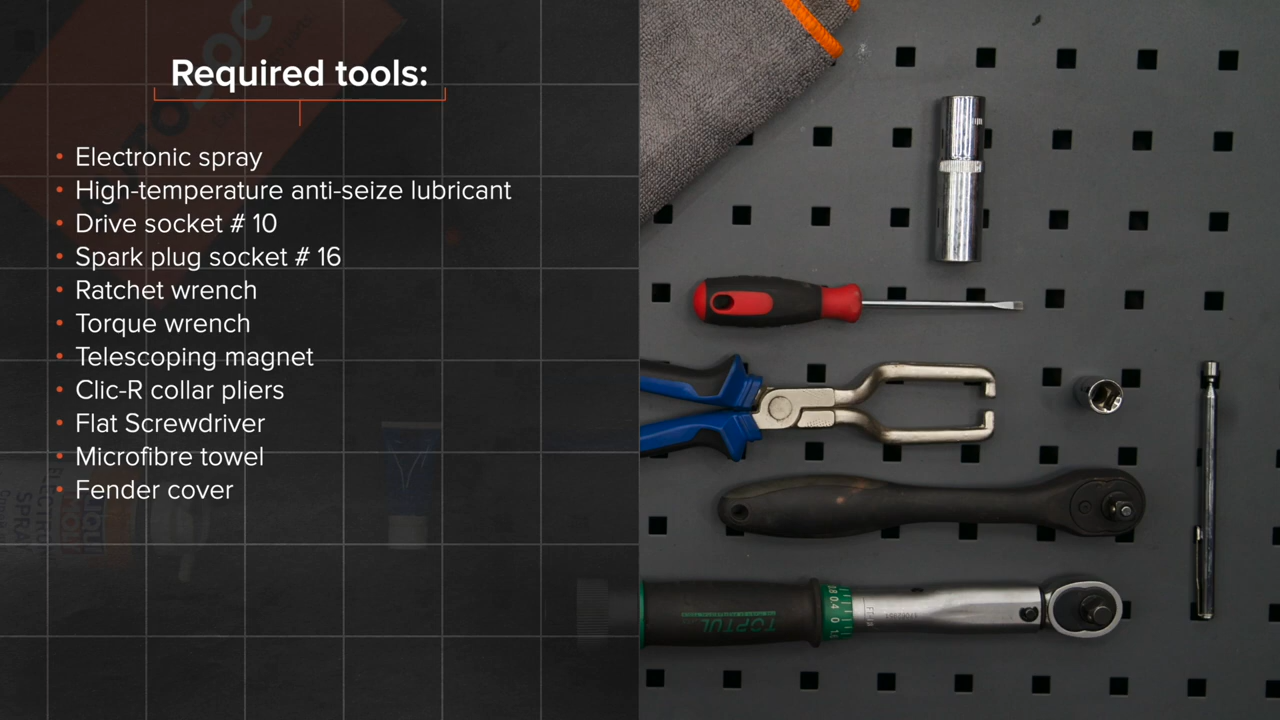 Required tools:
Electronic spray
High-temperature anti-seize lubricant
Drive socket # 10
Spark plug socket # 16
Ratchet wrench
Torque wrench
Telescoping magnet
Clic-R collar pliers
Flat Screwdriver
Microfibre towel
Fender cover
TOPTUL